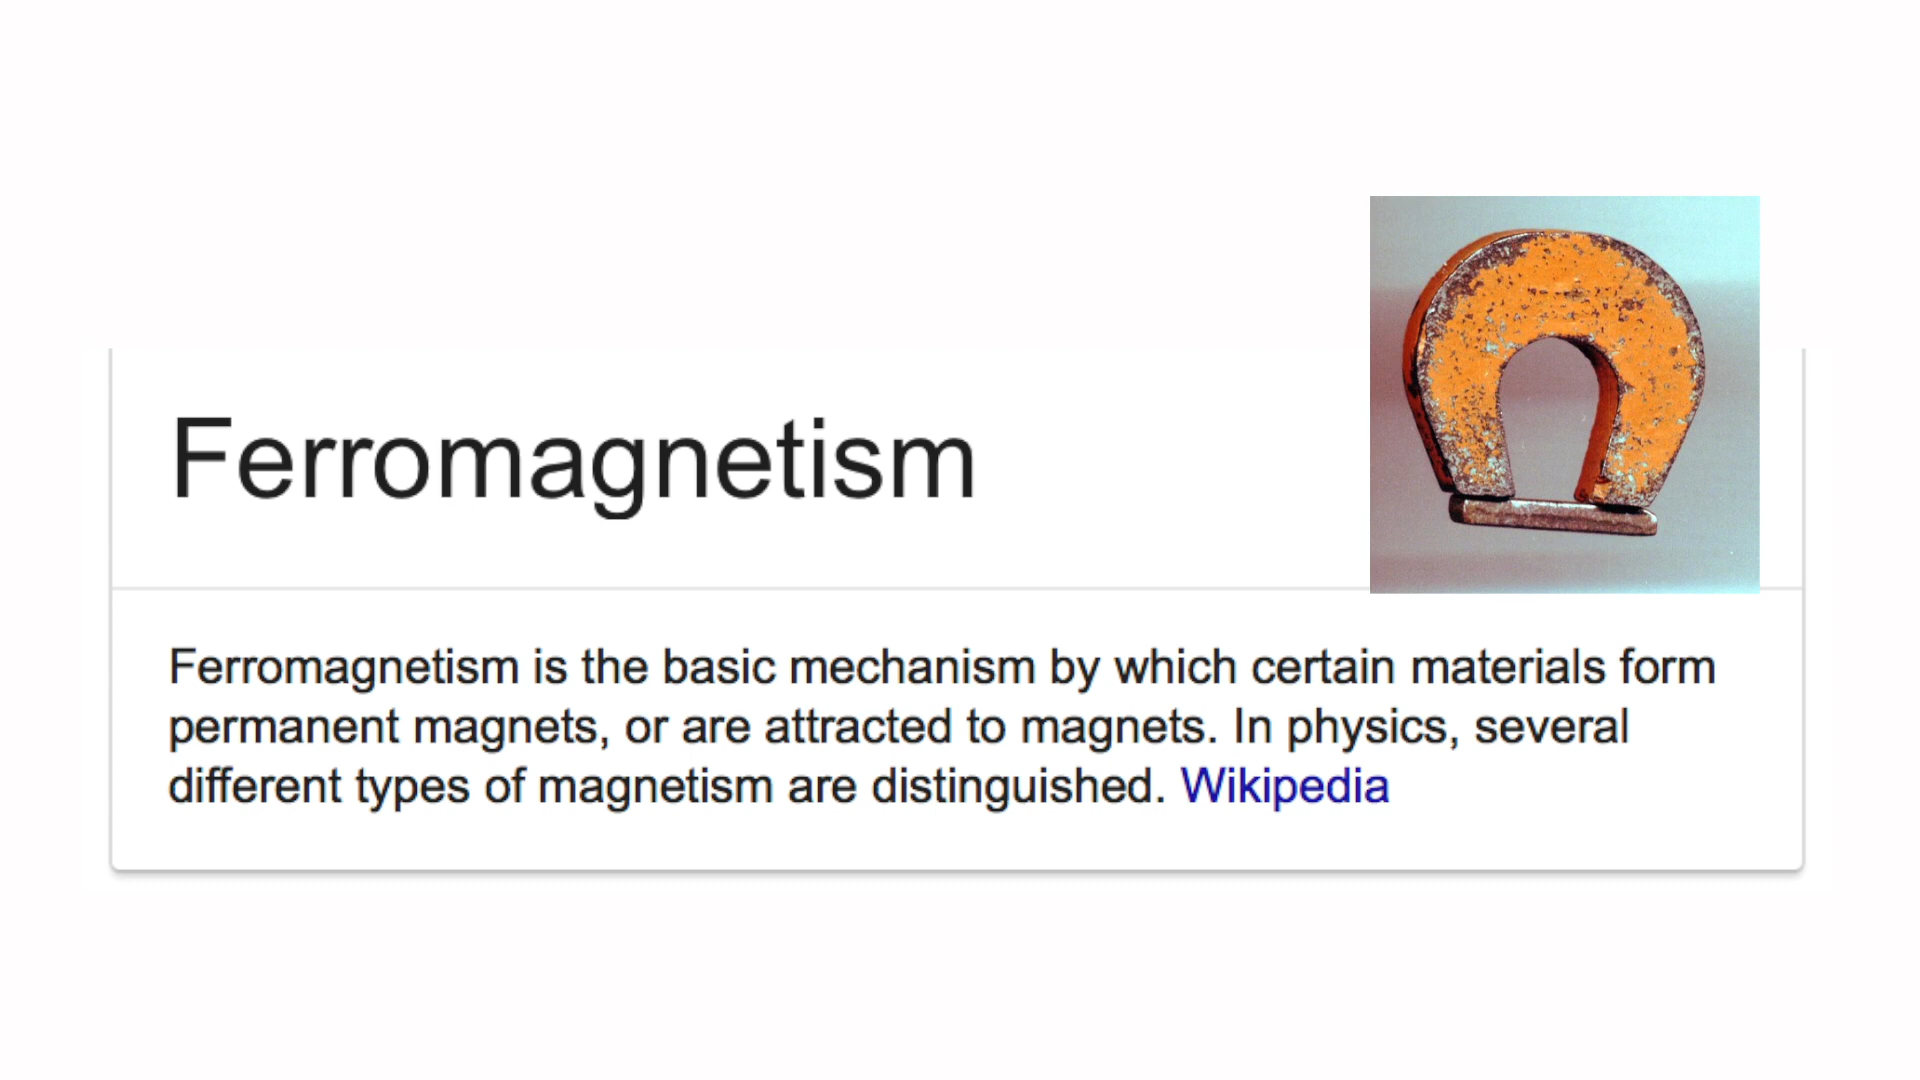 Ferromagnetism
Ferromagnetism is the basic mechanism by which certain materials form
permanent magnets, or are attracted to magnets. In physics, several
different types of magnetism are distinguished. Wikipedia